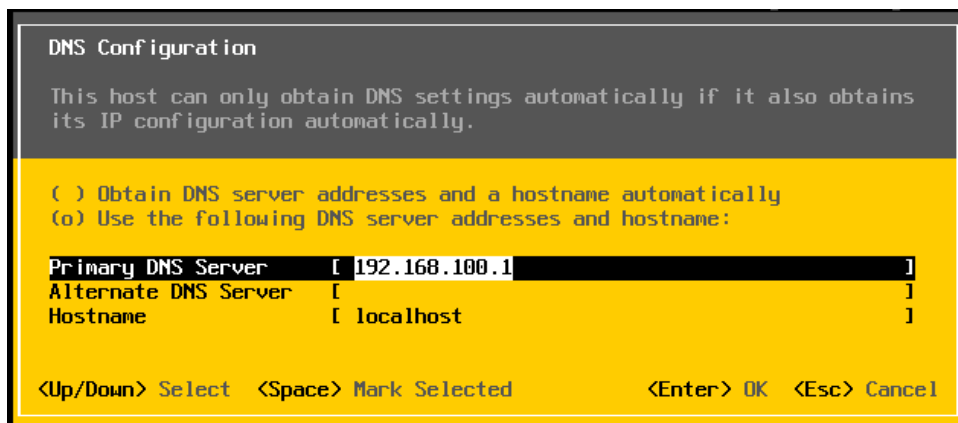 DNS Configuration
This host can only obtain DNS settings automatically if it also obtains
its IP configuration automatically.
( ) Obtain DNS server addresses and a hostname automatically
(o) Use the following DNS server addresses and hostname:
Primary DNS Server [ 192.168.100.1 ]
Alternate DNS Server [ ]
Hostname [ localhost ]
<Up/Down> Select <Space> Mark Selected <Enter> OK <Esc> Cancel